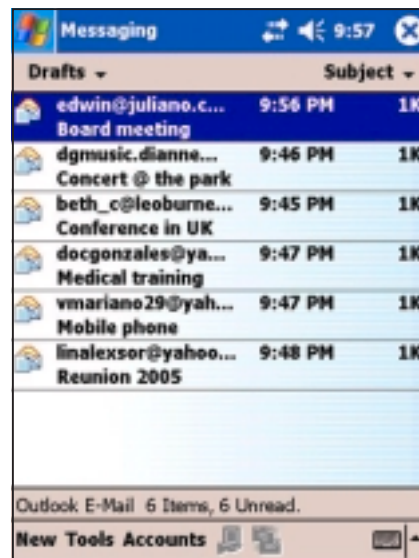 Messaging 9:57
Drafts Subject
edwin@juliano.c... 9:56 PM 1K
Board meeting
dgmusic.dianne... 9:46 PM 1K
Concert @ the park
beth_c@leoburne... 9:45 PM 1K
Conference in UK
docgonzales@ya... 9:47 PM 1K
Medical training
vmariano29@yah... 9:47 PM 1K
Mobile phone
linalexsor@yahoo... 9:48 PM 1K
Reunion 2005
Outlook E-Mail 6 Items, 6 Unread.
New Tools Accounts